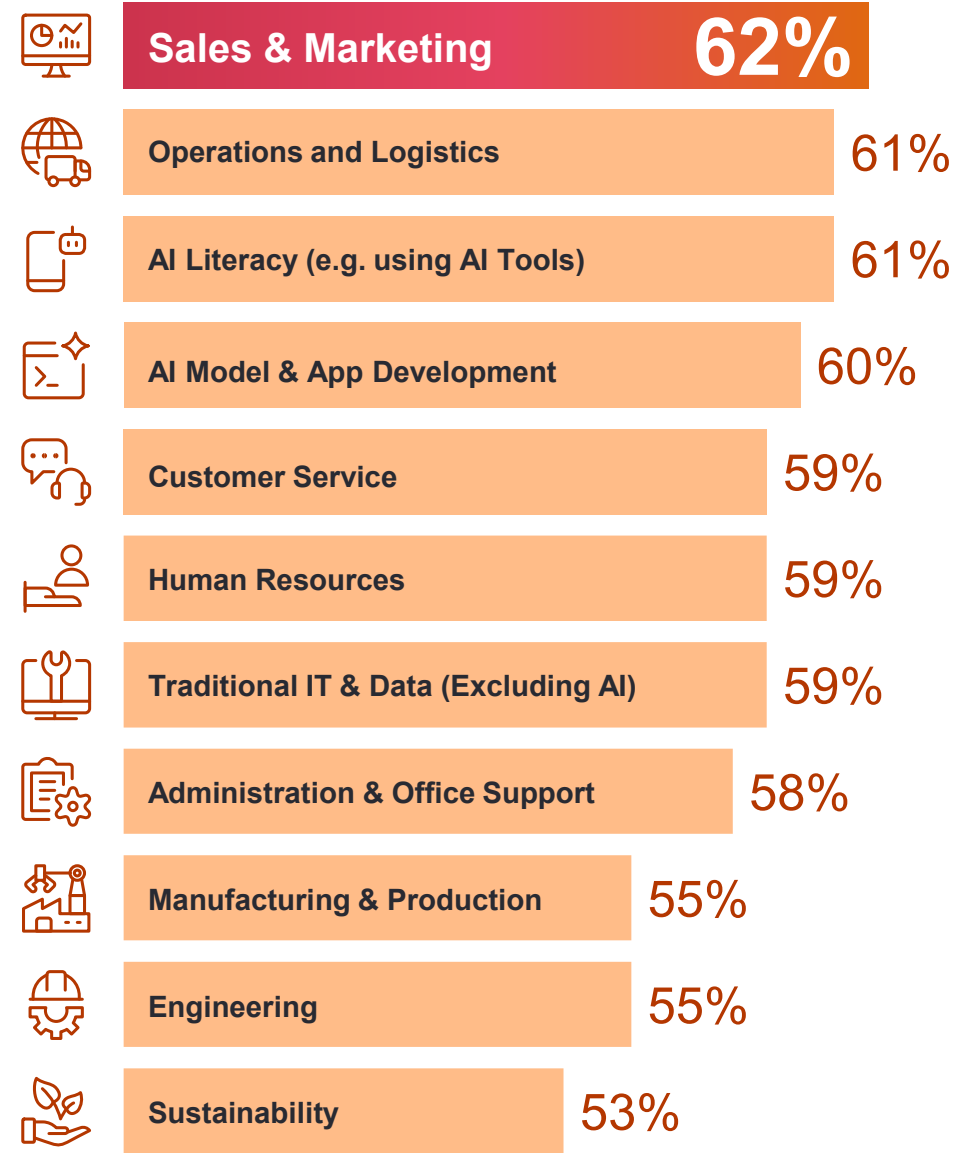 Sales & Marketing 62%
Operations and Logistics 61%
AI Literacy (e.g. using AI Tools) 61%
AI Model & App Development 60%
Customer Service 59%
Human Resources 59%
Traditional IT & Data (Excluding AI) 59%
Administration & Office Support 58%
Manufacturing & Production 55%
Engineering 55%
Sustainability 53%